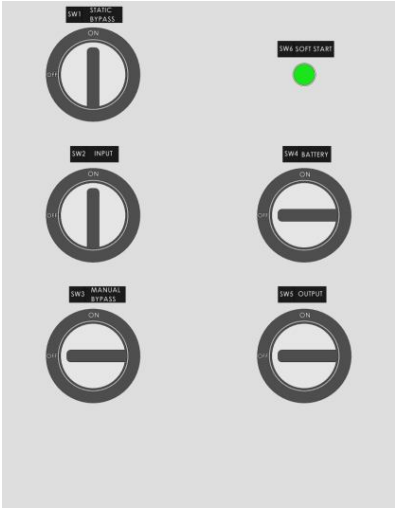 SW1 STATIC
BYPASS
ON
OFF
SW6 SOFT START
SW2 INPUT
ON
OFF
SW4 BATTERY
ON
OFF
SW3 MANUAL
BYPASS
ON
OFF
SW5 OUTPUT
ON
OFF